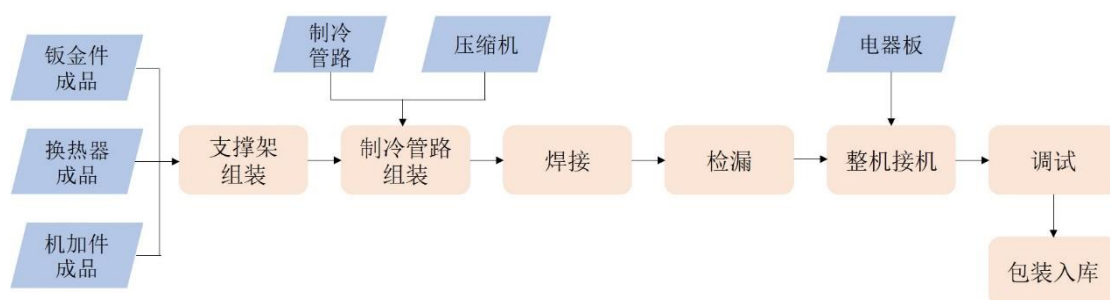 制冷
管路
压缩机
电器板
钣金件
成品
换热器
成品
支撑架
组装
制冷管路
组装
焊接
检漏
整机接机
调试
机加件
成品
包装入库